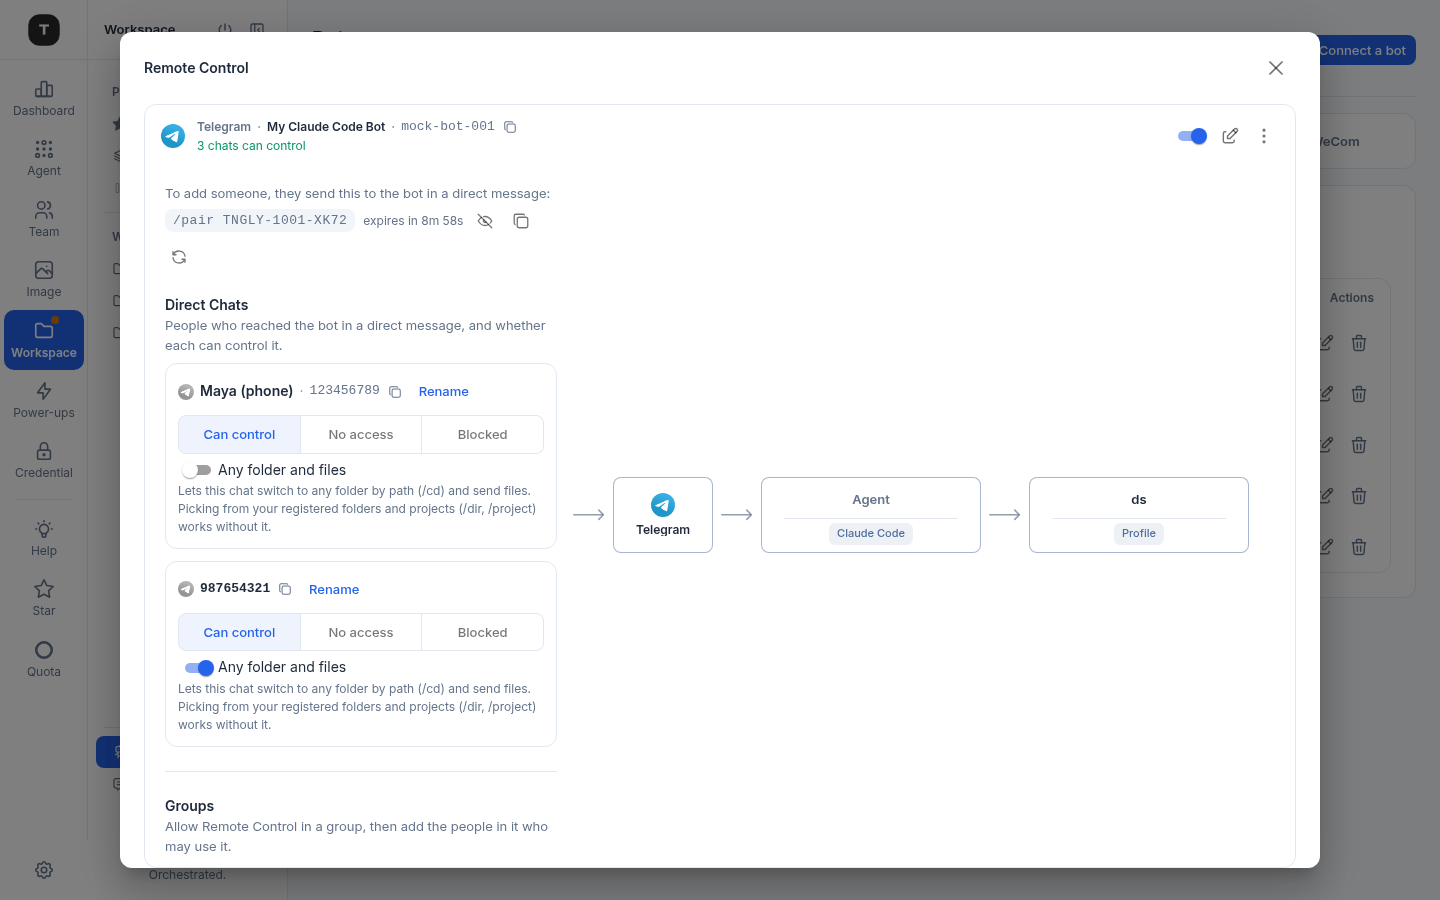 T
Workspace
Connect a bot
Dashboard
Agent
Team
Image
Workspace
Power-ups
Credential
Help
Star
Quota
Orchestrated.
Actions
Remote Control
Telegram · My Claude Code Bot · mock-bot-001
3 chats can control
To add someone, they send this to the bot in a direct message:
/pair TNGLY-1001-XK72 expires in 8m 58s
Direct Chats
People who reached the bot in a direct message, and whether
each can control it.
Maya (phone) · 123456789 Rename
Can control No access Blocked
Any folder and files
Lets this chat switch to any folder by path (/cd) and send files.
Picking from your registered folders and projects (/dir, /project)
works without it.
987654321 Rename
Can control No access Blocked
Any folder and files
Lets this chat switch to any folder by path (/cd) and send files.
Picking from your registered folders and projects (/dir, /project)
works without it.
Telegram
Agent
Claude Code
ds
Profile
Groups
Allow Remote Control in a group, then add the people in it who
may use it.